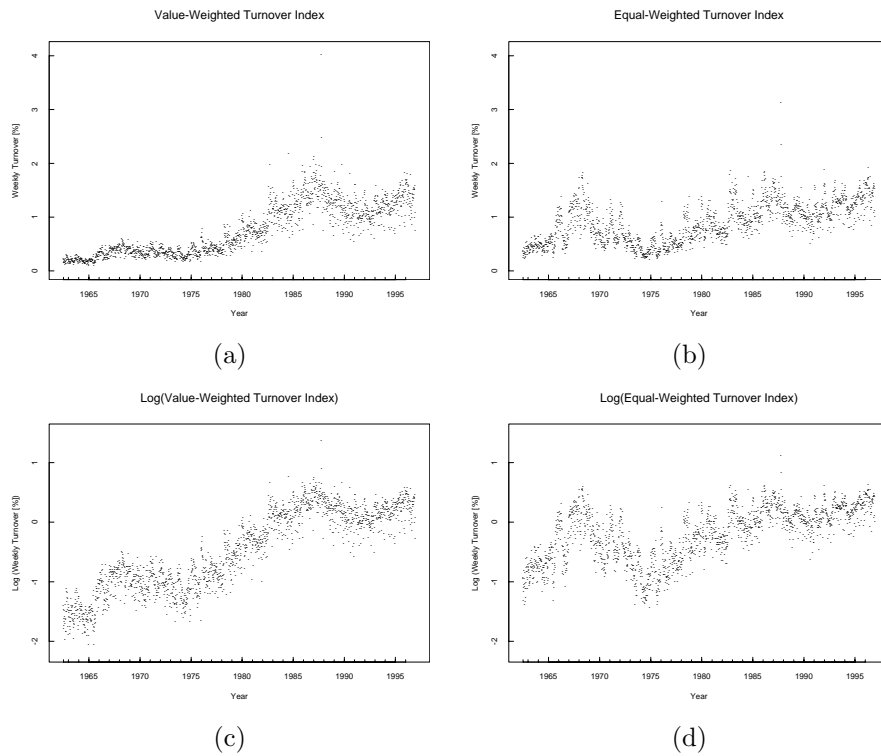 Value-Weighted Turnover Index
Weekly Turnover [%]
4
3
2
1
0
1965 1970 1975 1980 1985 1990 1995
Year
(a)
Equal-Weighted Turnover Index
Weekly Turnover [%]
4
3
2
1
0
1965 1970 1975 1980 1985 1990 1995
Year
(b)
Log(Value-Weighted Turnover Index)
Log (Weekly Turnover [%])
1
0
-1
-2
1965 1970 1975 1980 1985 1990 1995
Year
(c)
Log(Equal-Weighted Turnover Index)
Log (Weekly Turnover [%])
1
0
-1
-2
1965 1970 1975 1980 1985 1990 1995
Year
(d)